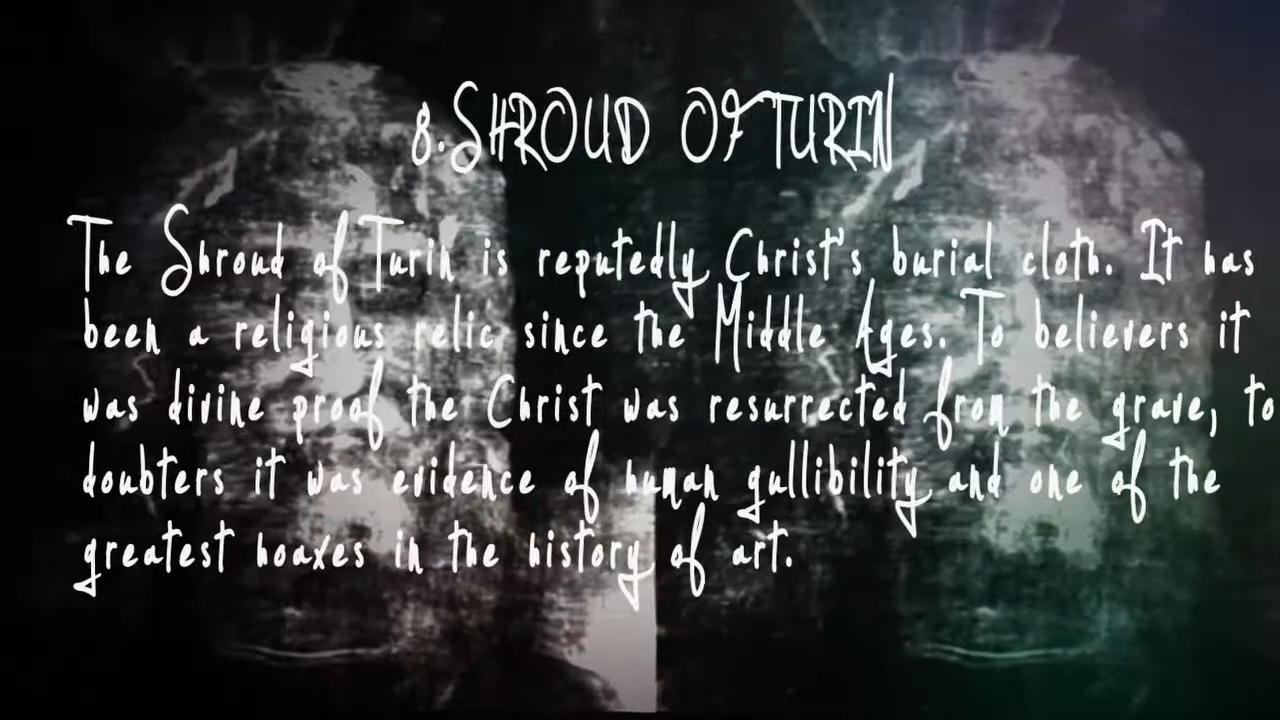 8. SHROUD OF TURIN
The Shroud of Turin is reputedly Christ's burial cloth. It has
been a religious relic since the Middle Ages. To believers it
was divine proof the Christ was resurrected from the grave, to
doubters it was evidence of human gullibility and one of the
greatest hoaxes in the history of art.